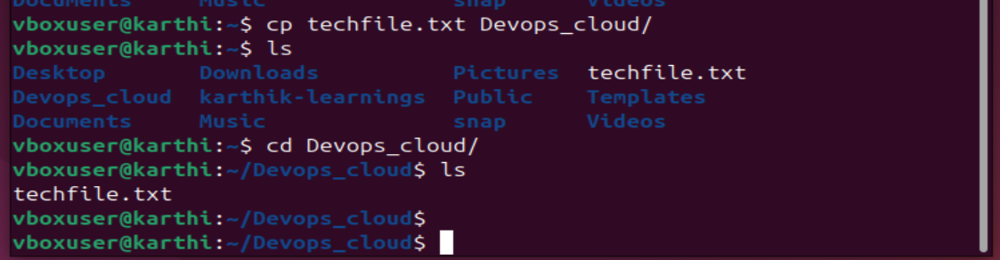 Documents Music snap Videos
vboxuser@karthi:~$ cp techfile.txt Devops_cloud/
vboxuser@karthi:~$ ls
Desktop Downloads Pictures techfile.txt
Devops_cloud karthik-learnings Public Templates
Documents Music snap Videos
vboxuser@karthi:~$ cd Devops_cloud/
vboxuser@karthi:~/Devops_cloud$ ls
techfile.txt
vboxuser@karthi:~/Devops_cloud$
vboxuser@karthi:~/Devops_cloud$